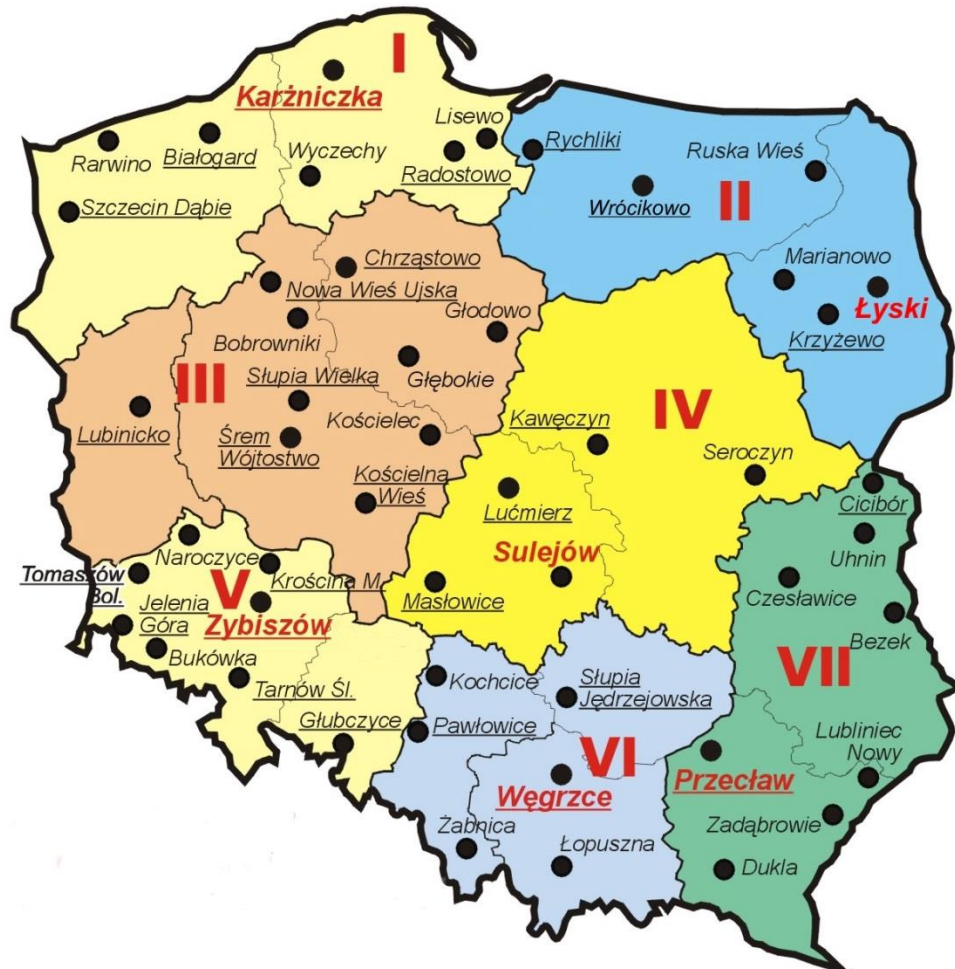 I
Karżniczka
Lisewo
Rarwino
Białogard
Wyczechy
Radostowo
Szczecin Dąbie
Rychliki
Ruska Wieś
Wrócikowo
II
Marianowo
Łyski
Krzyżewo
Chrząstowo
Nowa Wieś Ujska
Głodowo
Bobrowniki
III
Słupia Wielka
Głębokie
Lubinicko
Śrem
Wójtostwo
Kościelec
Kościelna
Wieś
IV
Kawęczyn
Seroczyn
Lućmierz
Sulejów
Masłowice
Cicibór
Uhnin
Czesławice
Bezek
VII
Naroczyce
Tomaszów
Bol.
Krościna M.
V
Jelenia
Góra
Zybiszów
Bukówka
Tarnów Śl.
Głubczyce
Kochcice
Słupia
Jędrzejowska
Pawłowice
VI
Węgrzce
Żabnica
Łopuszna
Lubliniec
Nowy
Przecław
Zadąbrowie
Dukla